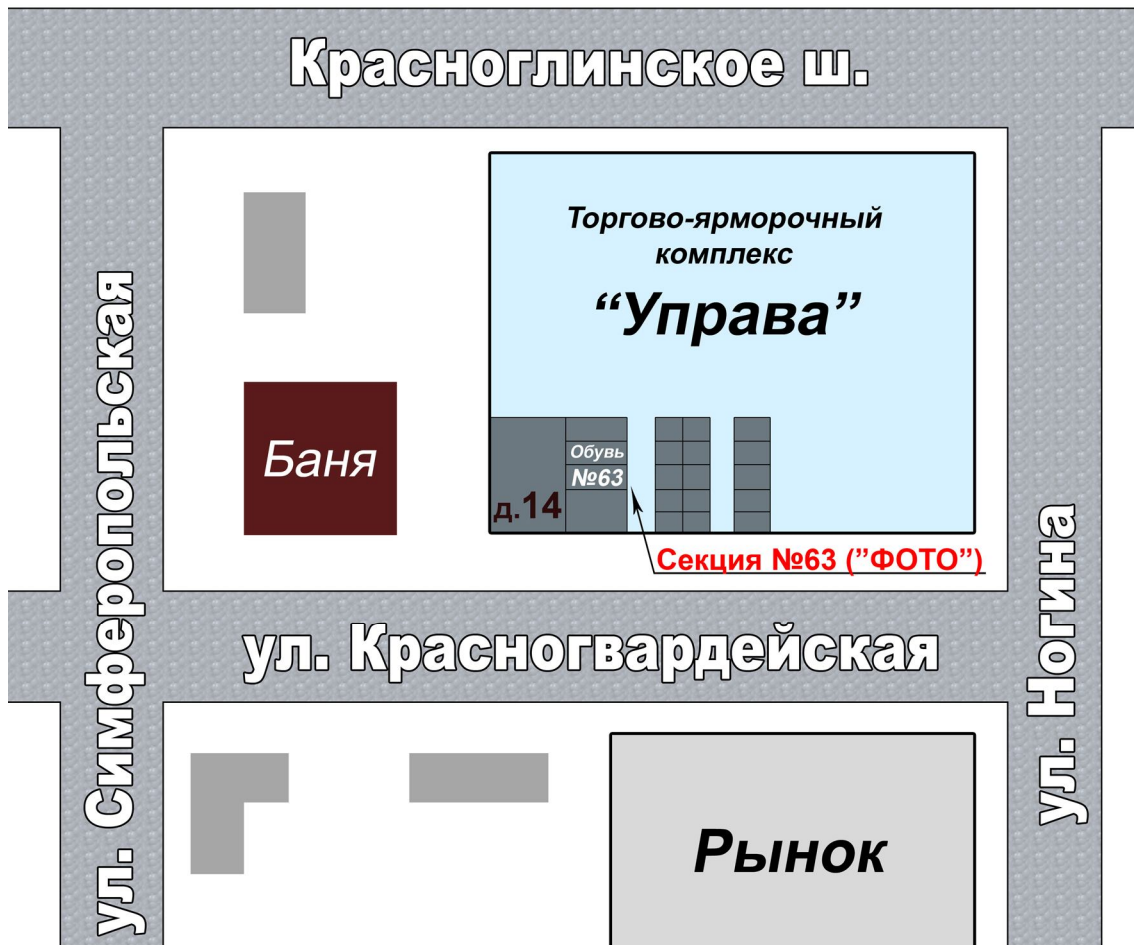 Красноглинское ш.
Торгово-ярморочный
комплекс
“Управа”
ул. Симферопольская
Баня
Обувь
№63
д.14
Секция №63 (”ФОТО”)
ул. Ногина
ул. Красногвардейская
Рынок